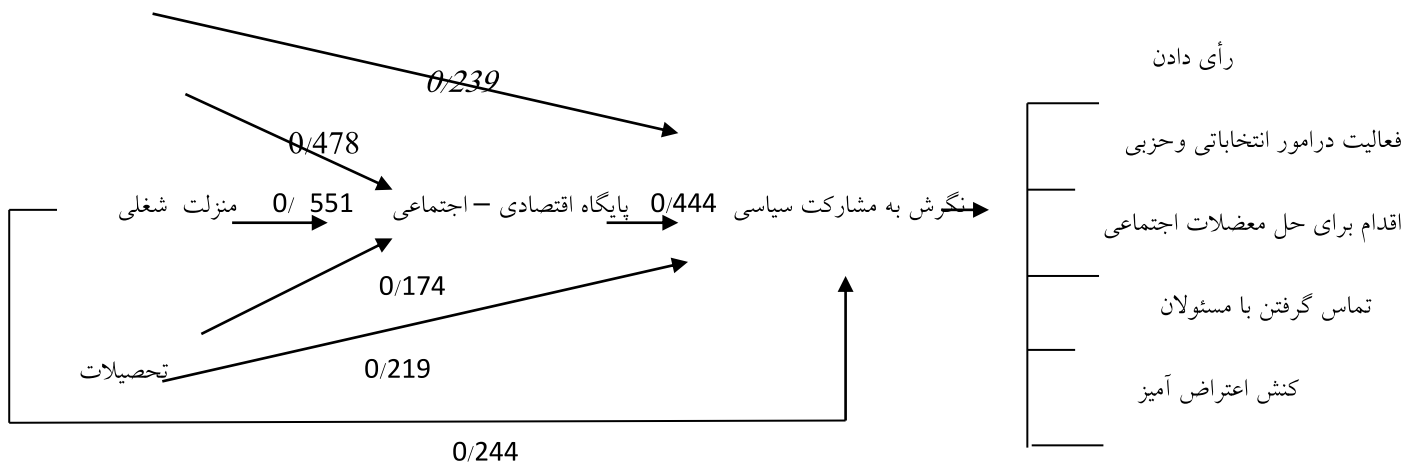 رأی دادن
0/239
فعالیت درامور انتخاباتی وحزبی
0/478
منزلت شغلی
0/ 551
پایگاه اقتصادی – اجتماعی
0/444
نگرش به مشارکت سیاسی
اقدام برای حل معضلات اجتماعی
0/174
تماس گرفتن با مسئولان
تحصیلات
0/219
کنش اعتراض آمیز
0/244